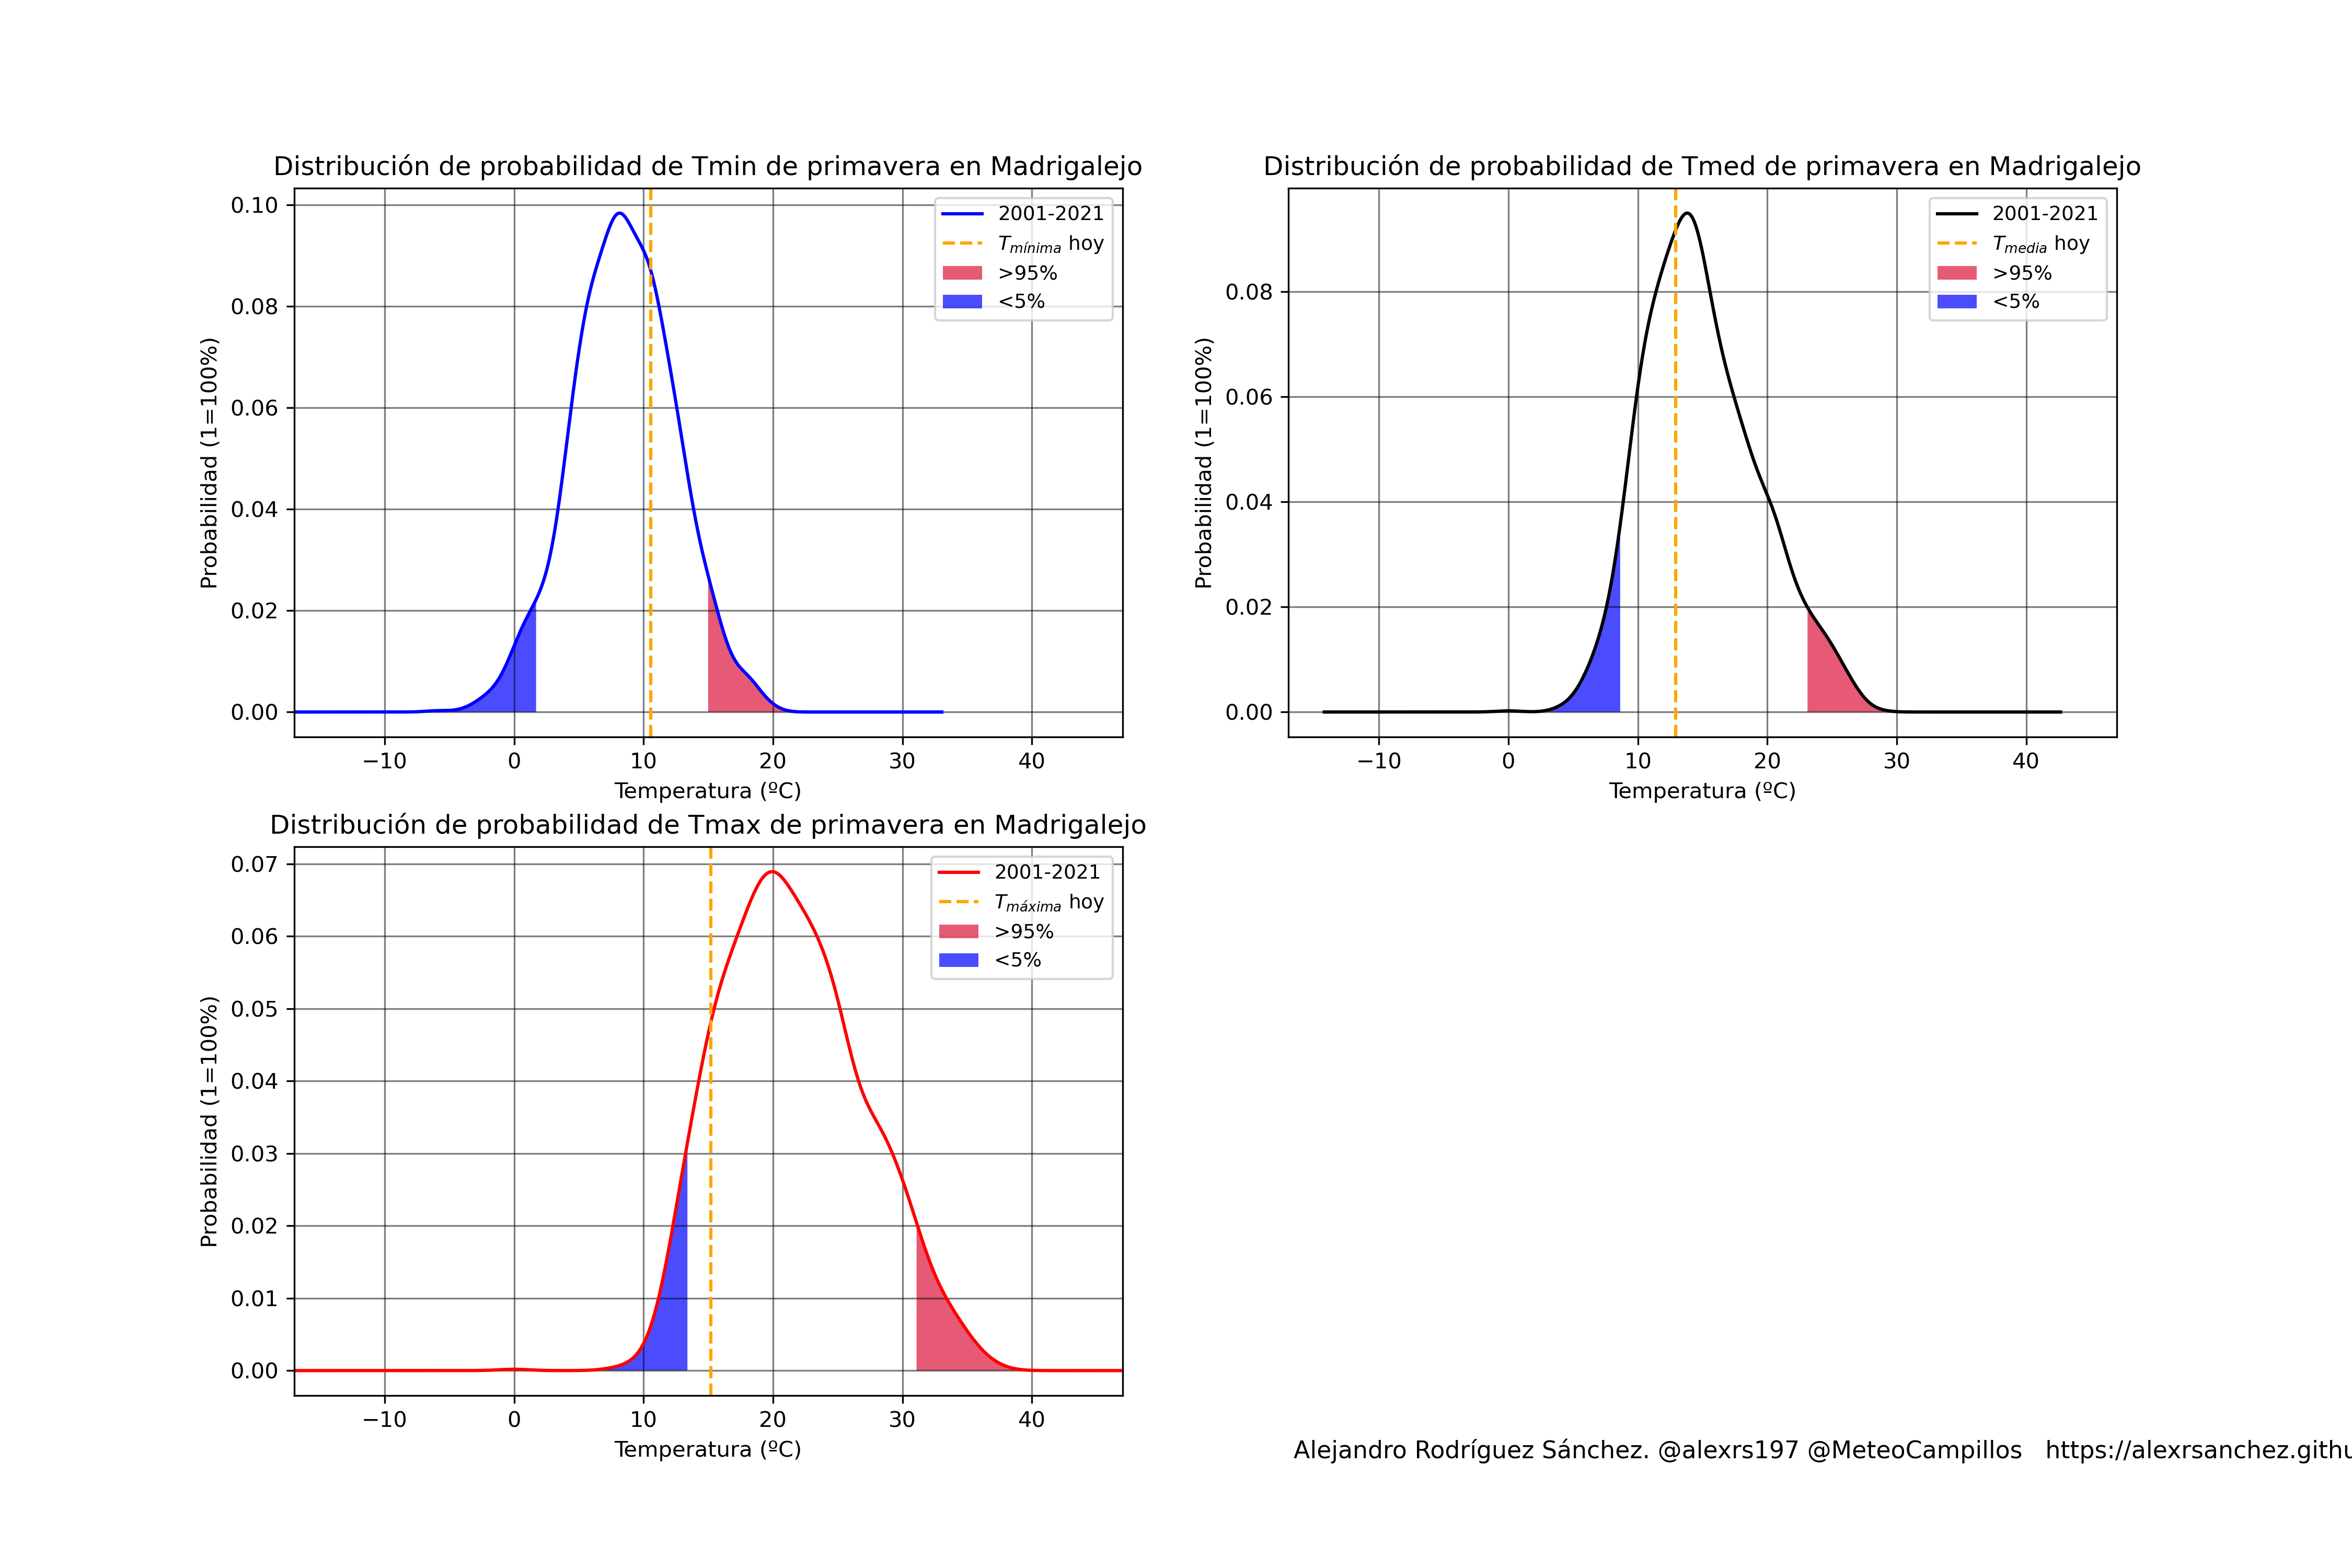 Distribución de probabilidad de Tmin de primavera en Madrigalejo
0.10
0.08
0.06
0.04
0.02
0.00
Probabilidad (1=100%)
2001-2021
Tmínima hoy
>95%
<5%
−10 0 10 20 30 40
Temperatura (ºC)
Distribución de probabilidad de Tmed de primavera en Madrigalejo
0.08
0.06
0.04
0.02
0.00
Probabilidad (1=100%)
2001-2021
Tmedia hoy
>95%
<5%
−10 0 10 20 30 40
Temperatura (ºC)
Distribución de probabilidad de Tmax de primavera en Madrigalejo
0.07
0.06
0.05
0.04
0.03
0.02
0.01
0.00
Probabilidad (1=100%)
2001-2021
Tmáxima hoy
>95%
<5%
−10 0 10 20 30 40
Temperatura (ºC)
Alejandro Rodríguez Sánchez. @alexrs197 @MeteoCampillos https://alexrsanchez.githu